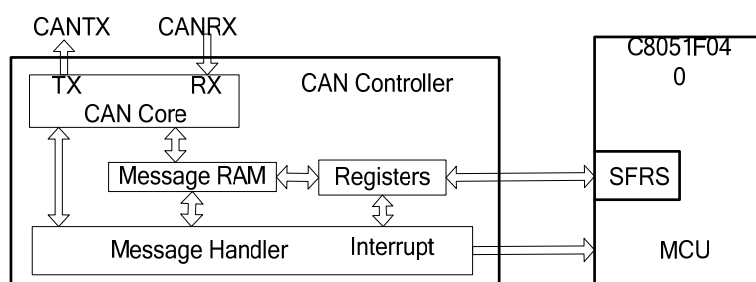 CANTX
CANRX
C8051F04
0
TX
RX
CAN Controller
CAN Core
Message RAM
Registers
SFRS
Message Handler
Interrupt
MCU